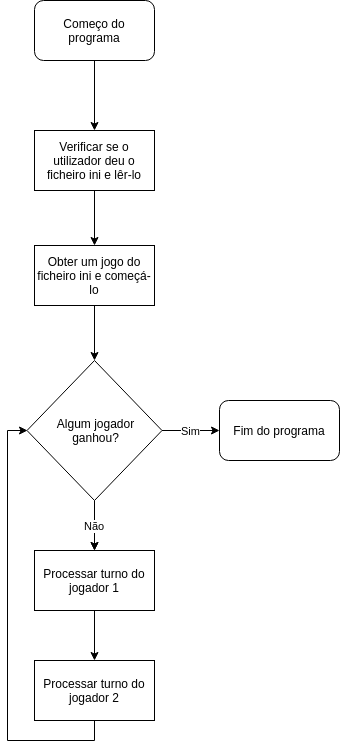 Começo do
programa
Verificar se o
utilizador deu o
ficheiro ini e lêr-lo
Obter um jogo do
ficheiro ini e começá-
lo
Algum jogador
ganhou?
Sim
Fim do programa
Não
Processar turno do
jogador 1
Processar turno do
jogador 2